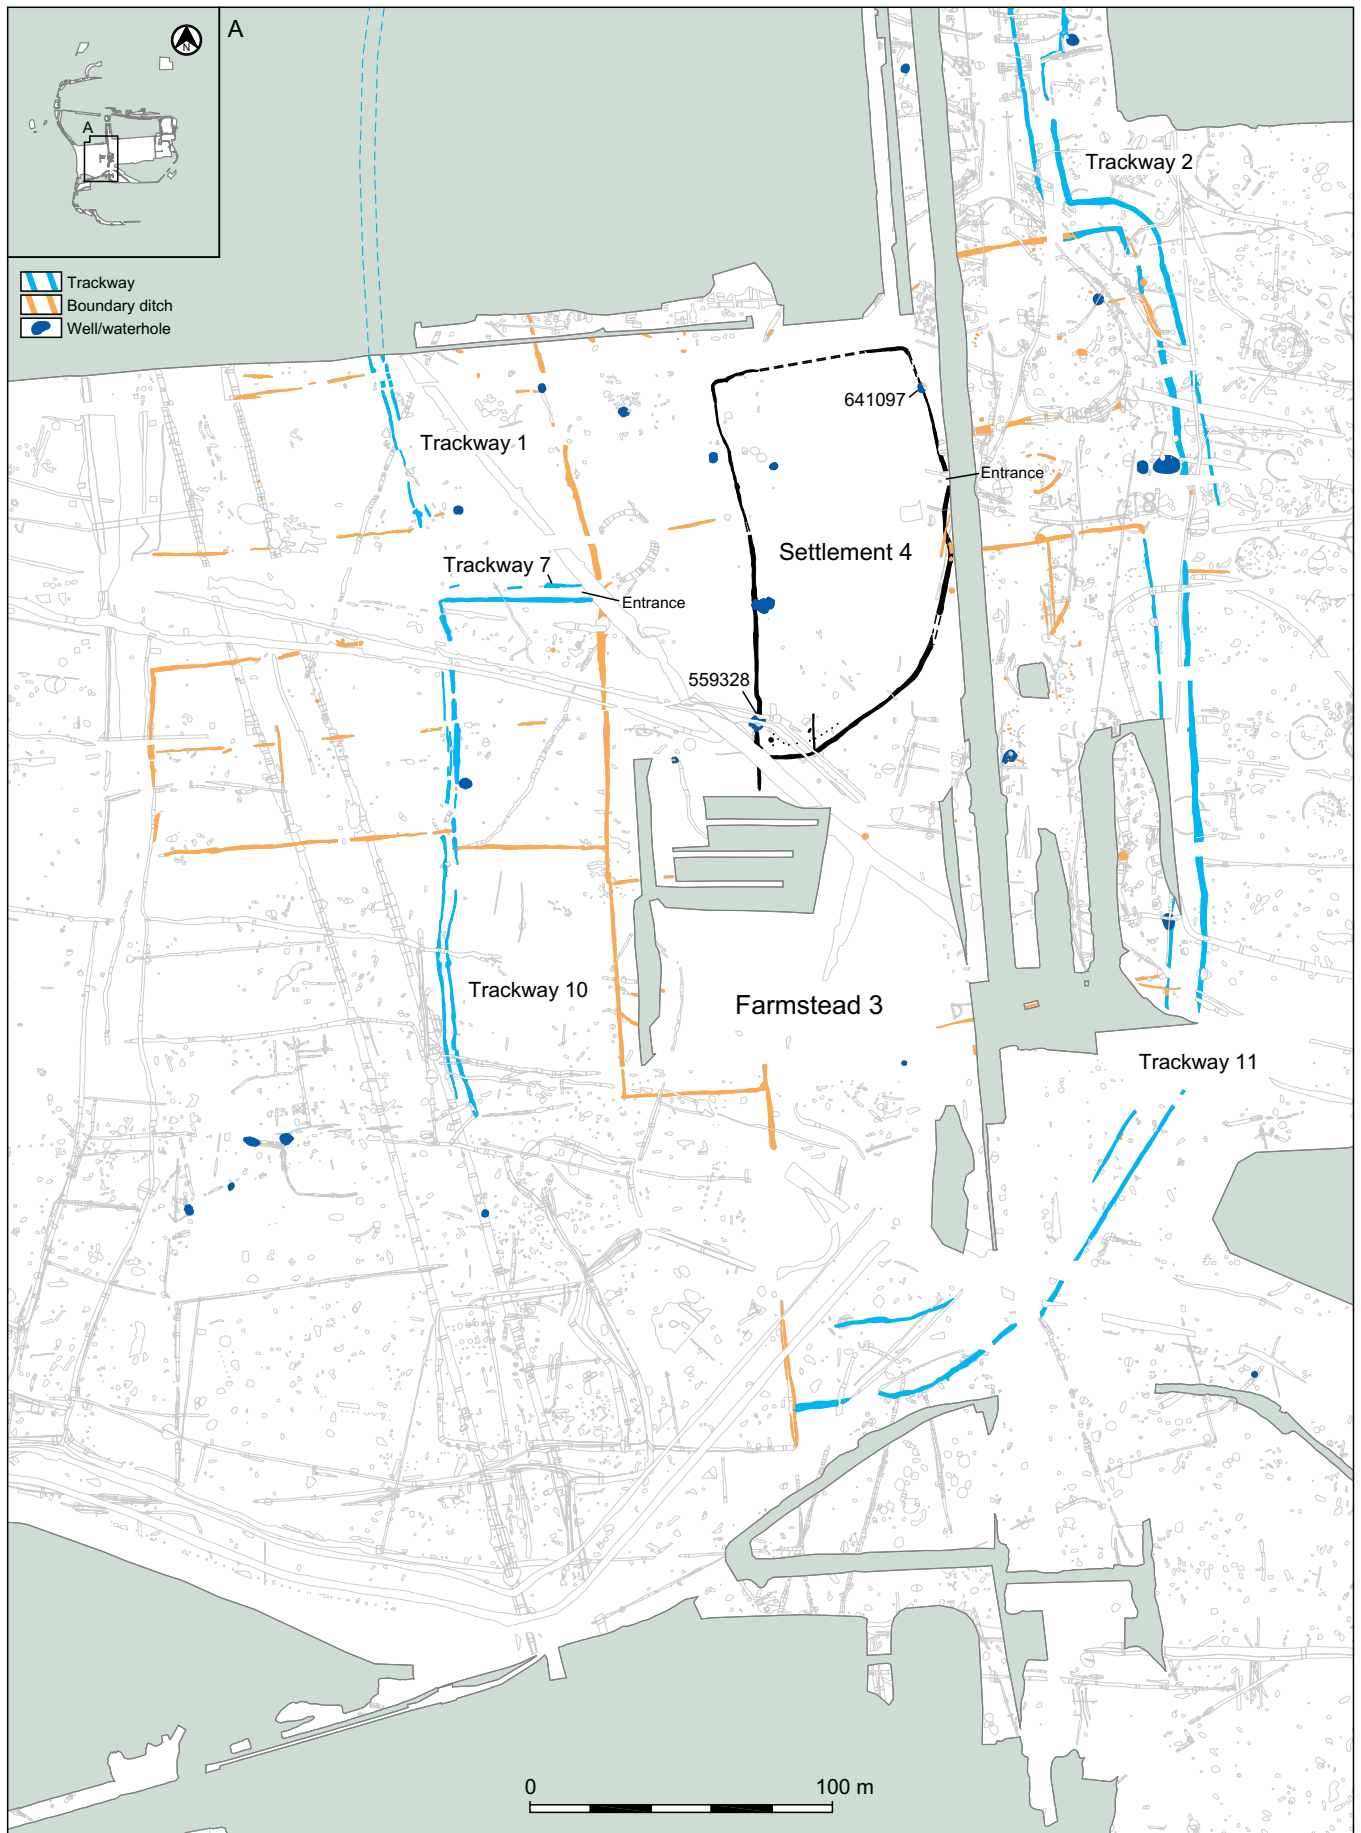 A
N
A
Trackway
Boundary ditch
Well/waterhole
Trackway 2
641097
Trackway 1
Entrance
Settlement 4
Trackway 7
Entrance
559328
Trackway 10
Farmstead 3
Trackway 11
0 100 m